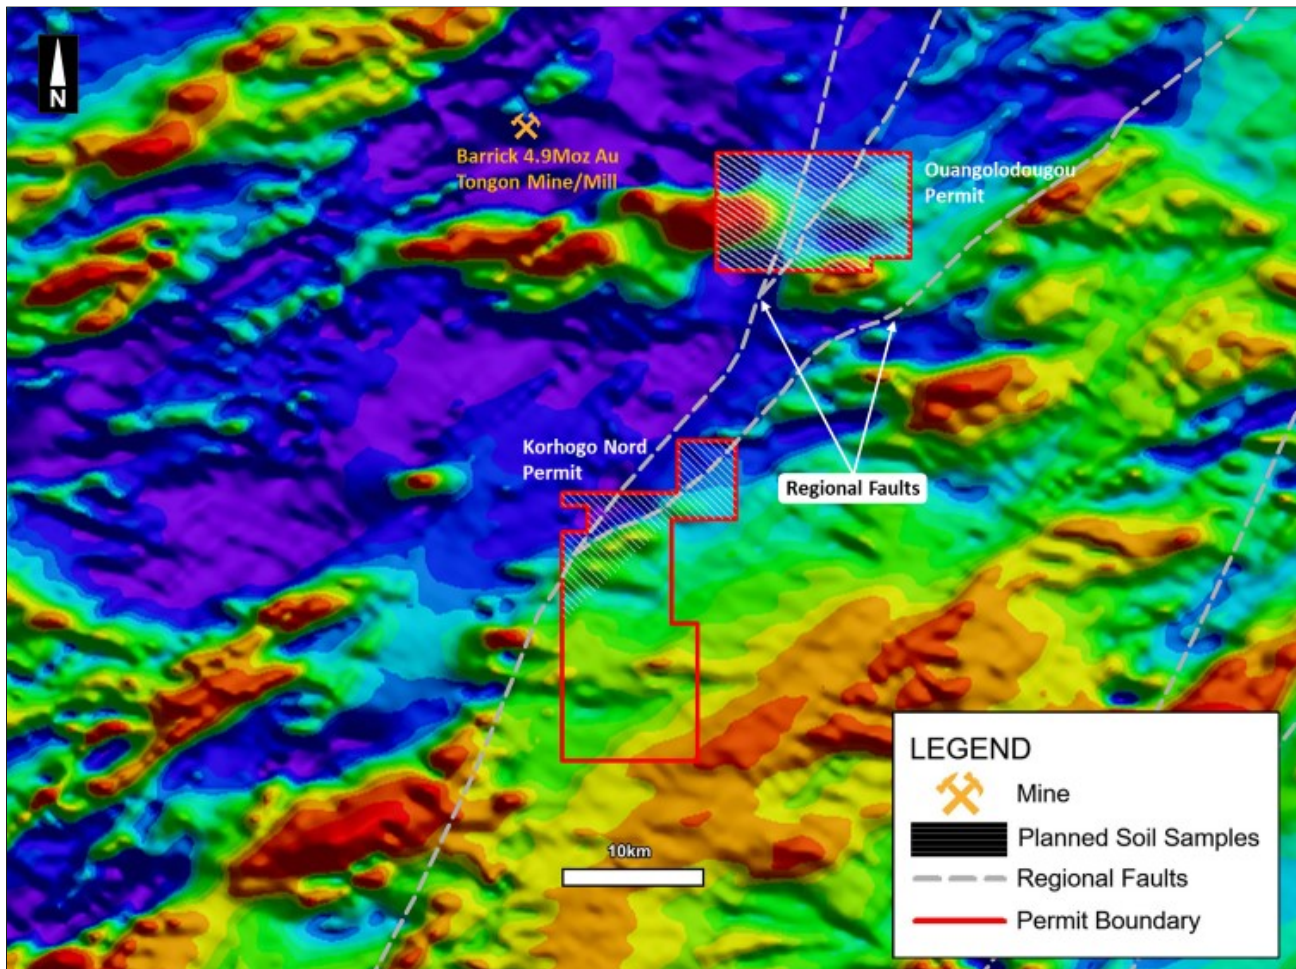 N
Barrick 4.9Moz Au
Tongon Mine/Mill
Ouangolodougou
Permit
Korhogo Nord
Permit
Regional Faults
10km
LEGEND
Mine
Planned Soil Samples
Regional Faults
Permit Boundary